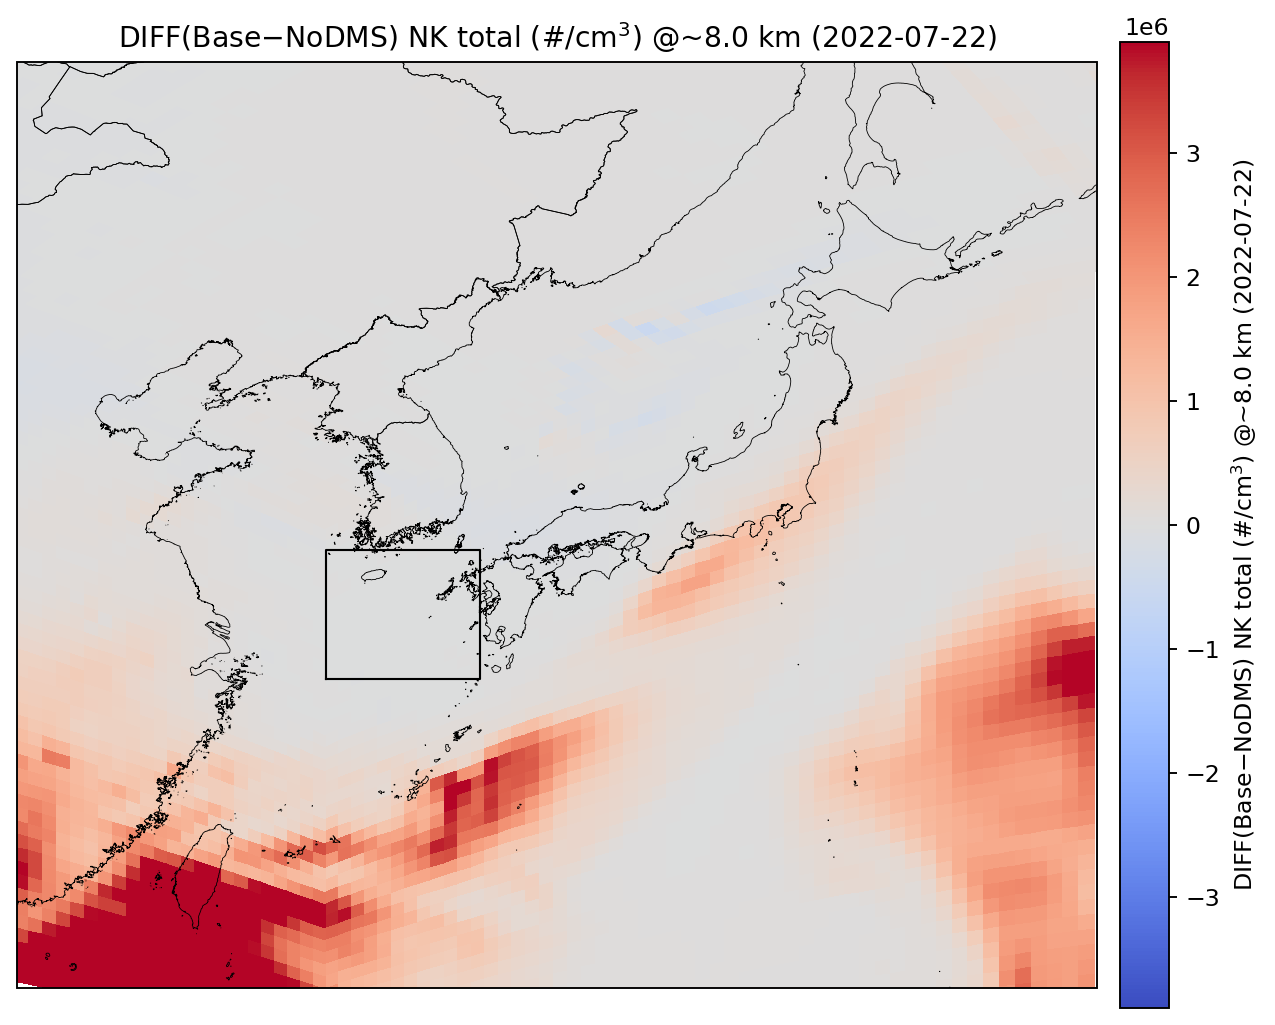 DIFF(Base−NoDMS) NK total (#/cm³) @~8.0 km (2022-07-22)
1e6
3
2
1
0
−1
−2
−3
DIFF(Base−NoDMS) NK total (#/cm³) @~8.0 km (2022-07-22)